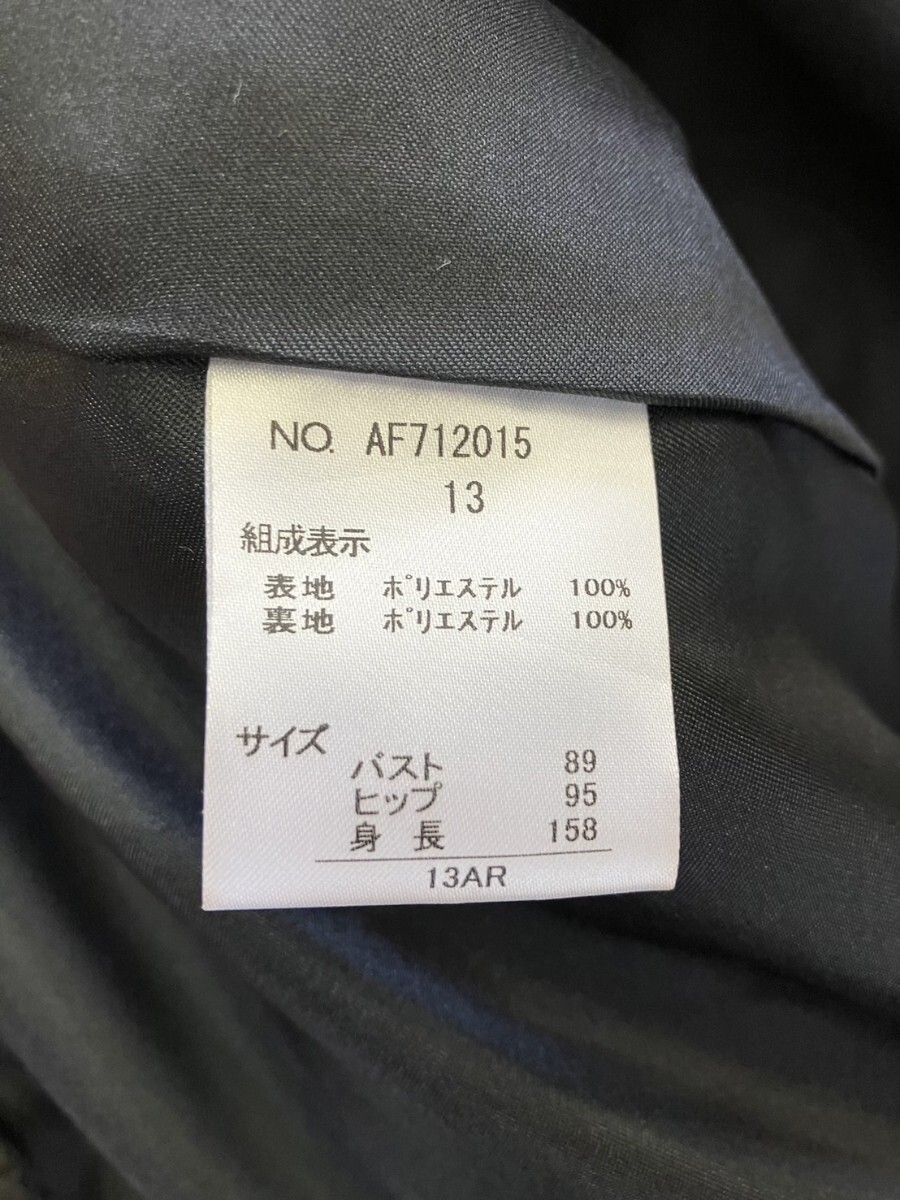 NO. AF712015
13
組成表示
表地 ポリエステル 100%
裏地 ポリエステル 100%
サイズ
バスト 89
ヒップ 95
身長 158
13AR